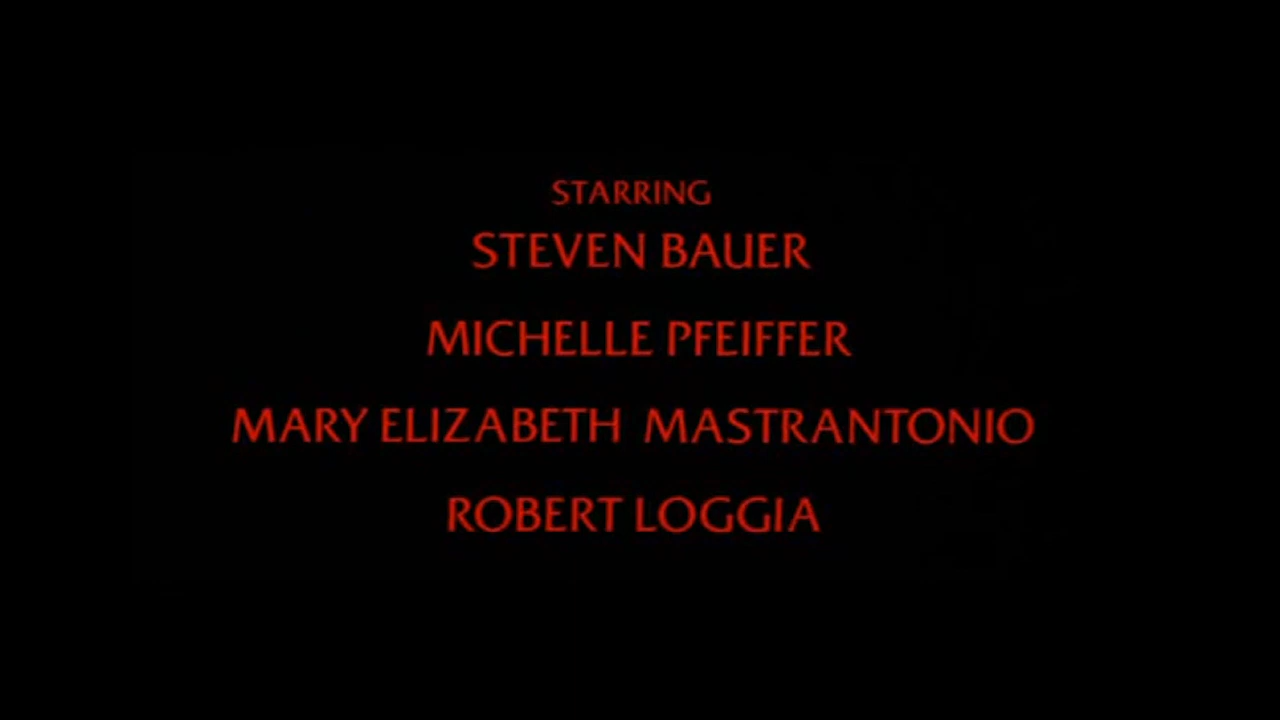 STARRING
STEVEN BAUER
MICHELLE PFEIFFER
MARY ELIZABETH MASTRANTONIO
ROBERT LOGGIA